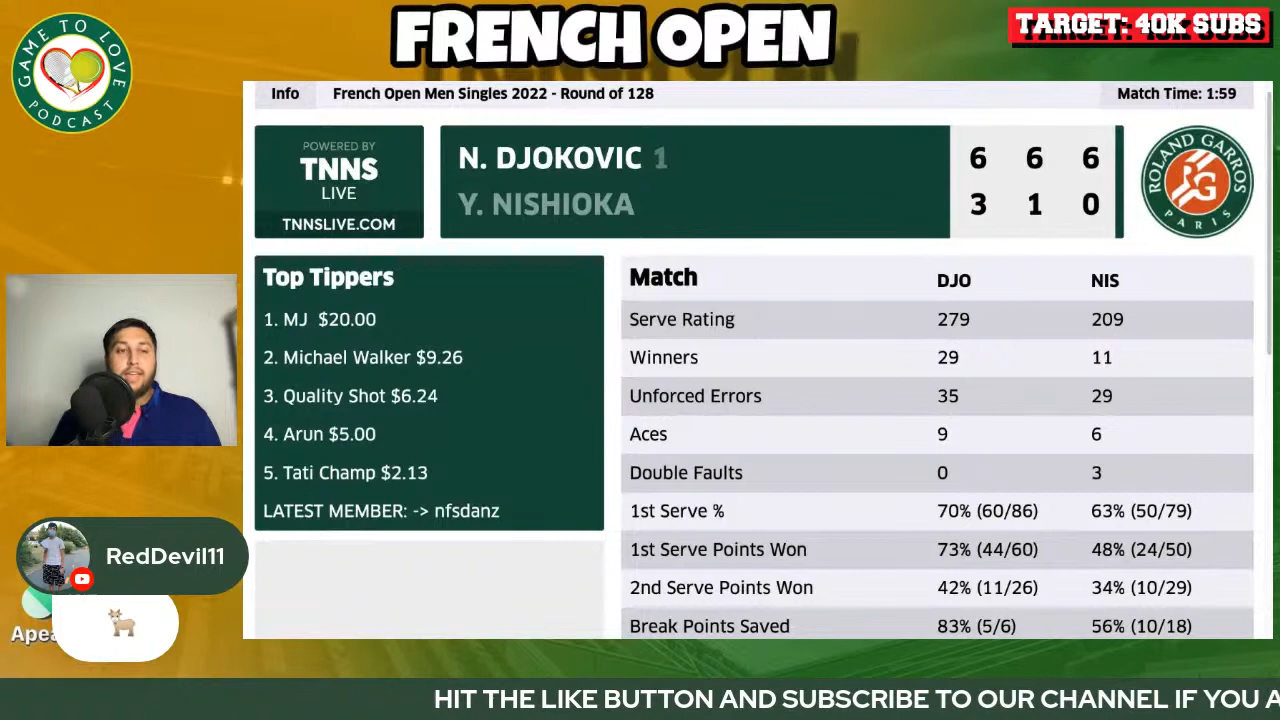 FRENCH OPEN
TARGET: 40K SUBS
GAME TO LOVE
PODCAST
Info French Open Men Singles 2022 - Round of 128 Match Time: 1:59
POWERED BY
TNNS
LIVE
TNNSLIVE.COM
N. DJOKOVIC 1 6 6 6
Y. NISHIOKA 3 1 0
ROLAND GARROS
RG
PARIS
Top Tippers
1. MJ $20.00
2. Michael Walker $9.26
3. Quality Shot $6.24
4. Arun $5.00
5. Tati Champ $2.13
LATEST MEMBER: -> nfsdanz
Match DJO NIS
Serve Rating 279 209
Winners 29 11
Unforced Errors 35 29
Aces 9 6
Double Faults 0 3
1st Serve % 70% (60/86) 63% (50/79)
1st Serve Points Won 73% (44/60) 48% (24/50)
2nd Serve Points Won 42% (11/26) 34% (10/29)
Break Points Saved 83% (5/6) 56% (10/18)
RedDevil11
HIT THE LIKE BUTTON AND SUBSCRIBE TO OUR CHANNEL IF YOU